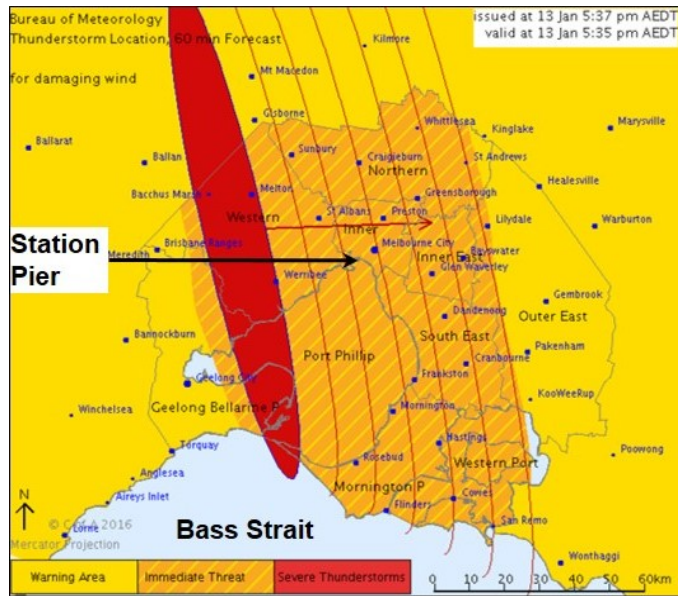 Bureau of Meteorology
Thunderstorm Location, 60 min Forecast
for damaging wind
issued at 13 Jan 5:37 pm AEDT
valid at 13 Jan 5:35 pm AEDT
Kilmore
Mt Macedon
Gisborne
Whittlesea
Kinglake
Marysville
Ballarat
Ballan
Sunbury
Craigieburn
St Andrews
Northern
Healesville
Bacchus Marsh
Melton
Greensborough
Western
St Albans
Preston
Lilydale
Warburton
Inner
Station
Pier
Brisbane Ranges
Meredith
Melbourne City
Inner East
Bayswater
Glen Waverley
Werribee
Gembrook
Dandenong
Outer East
Bannockburn
South East
Port Phillip
Pakenham
Cranbourne
Geelong City
Frankston
KooWeeRup
Geelong Bellarine P
Winchelsea
Mornington
Hastings
Torquay
Rosebud
Western Port
Poowong
Anglesea
Mornington P
Aireys Inlet
Flinders
Cowes
N
San Remo
© C of A 2016
Lorne
Bass Strait
Mercator Projection
Wonthaggi
Warning Area
Immediate Threat
Severe Thunderstorms
0 10 20 30 40 50 60km